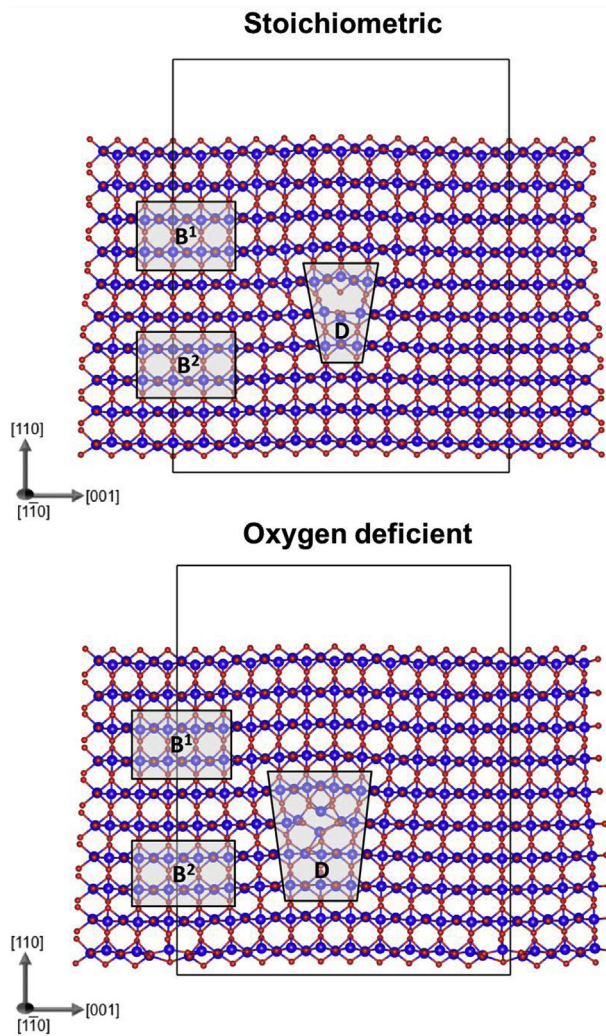 Stoichiometric
B¹
D
B²
[110]
[001]
[11̅0]
Oxygen deficient
B¹
B²
D
[110]
[001]
[11̅0]